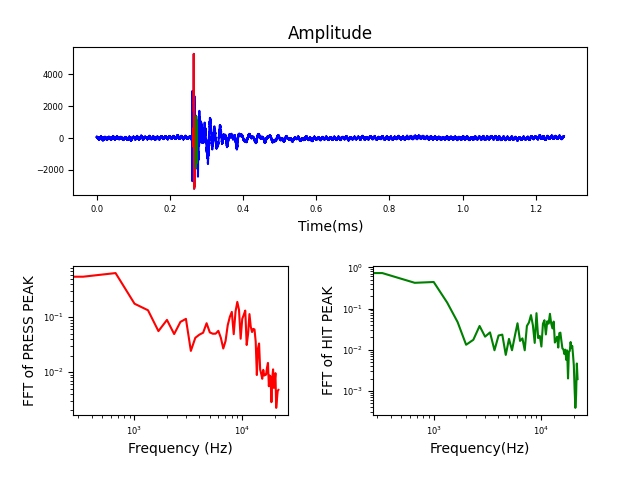 Amplitude
4000
2000
0
−2000
0.0 0.2 0.4 0.6 0.8 1.0 1.2
Time(ms)
FFT of PRESS PEAK
10⁻¹
10⁻²
10³ 10⁴
Frequency (Hz)
FFT of HIT PEAK
10⁰
10⁻¹
10⁻²
10⁻³
10³ 10⁴
Frequency(Hz)